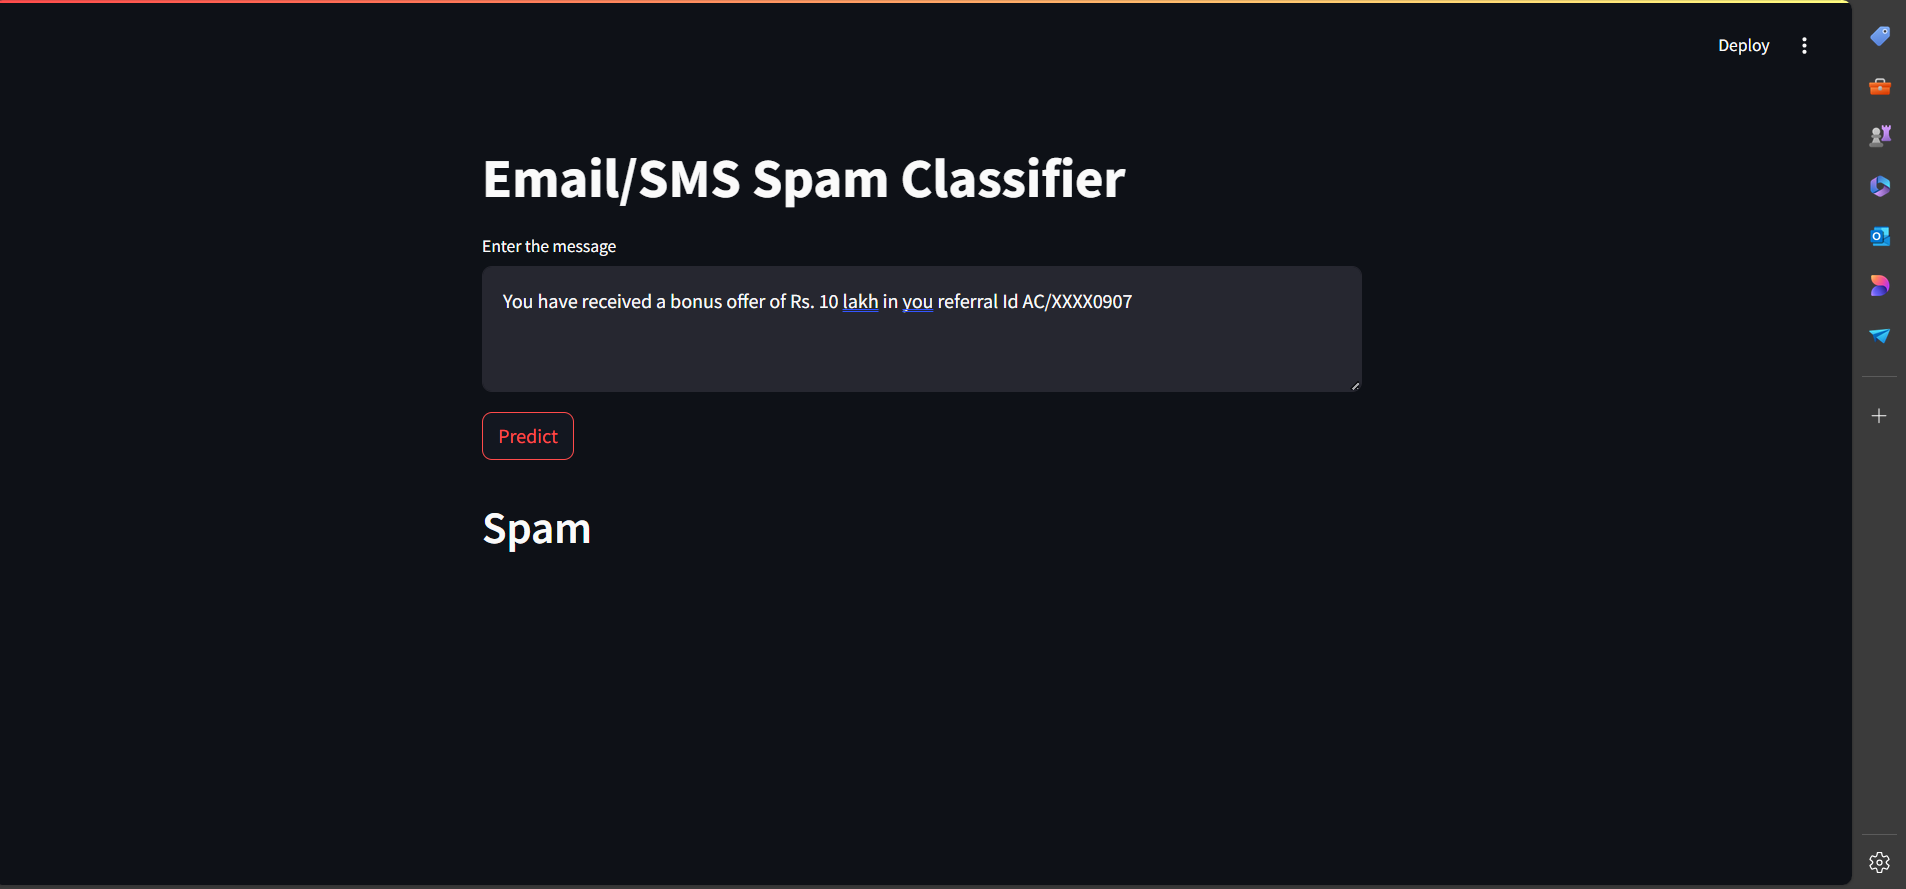 Deploy
Email/SMS Spam Classifier
Enter the message
You have received a bonus offer of Rs. 10 lakh in you referral Id AC/XXXX0907
Predict
Spam